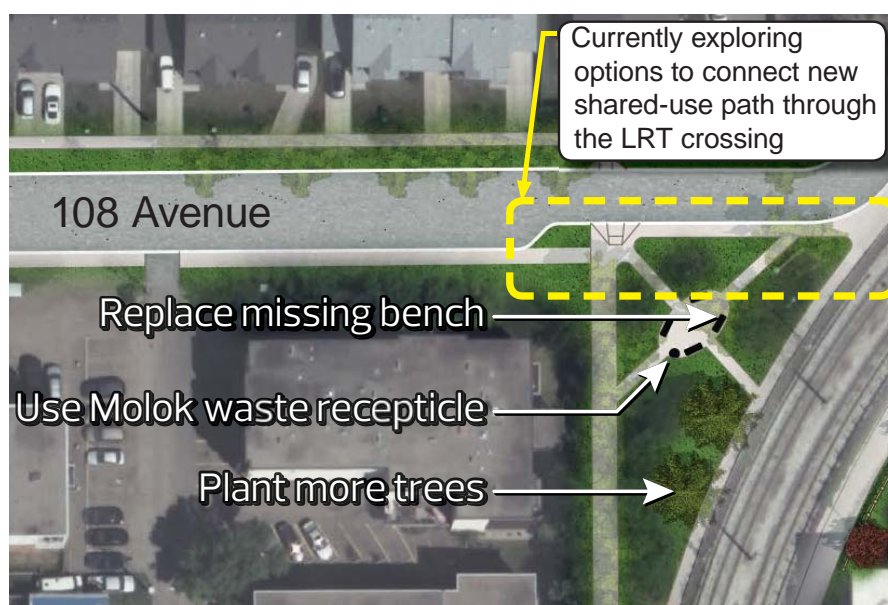 Currently exploring
options to connect new
shared-use path through
the LRT crossing
108 Avenue
Replace missing bench
Use Molok waste recepticle
Plant more trees